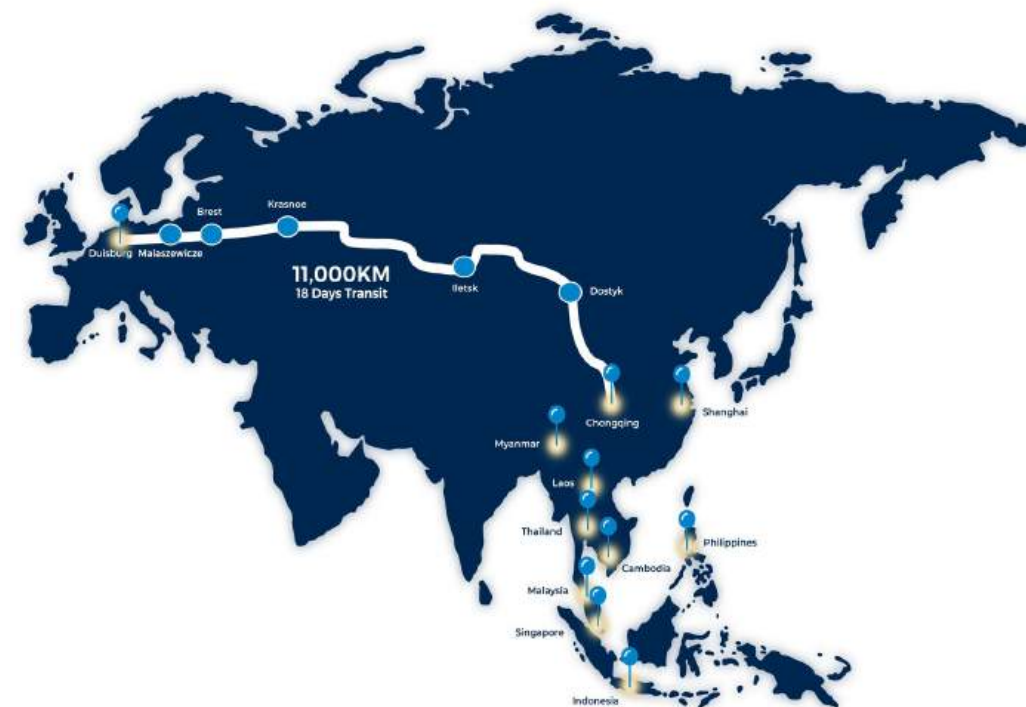 Krasnoe
Brest
Duisburg
Malaszewicze
11,000KM
18 Days Transit
Iletsk
Dostyk
Chongqing
Shanghai
Myanmar
Laos
Thailand
Philippines
Cambodia
Malaysia
Singapore
Indonesia